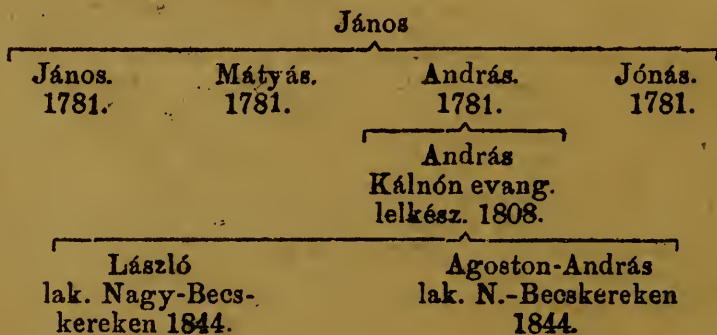 János
János. Mátyás. András. Jónás.
1781. 1781. 1781. 1781.
András
Kálnón evang.
lelkész. 1808.
László Agoston-András
lak. Nagy-Becs- lak. N.-Becskereken
kereken 1844. 1844.